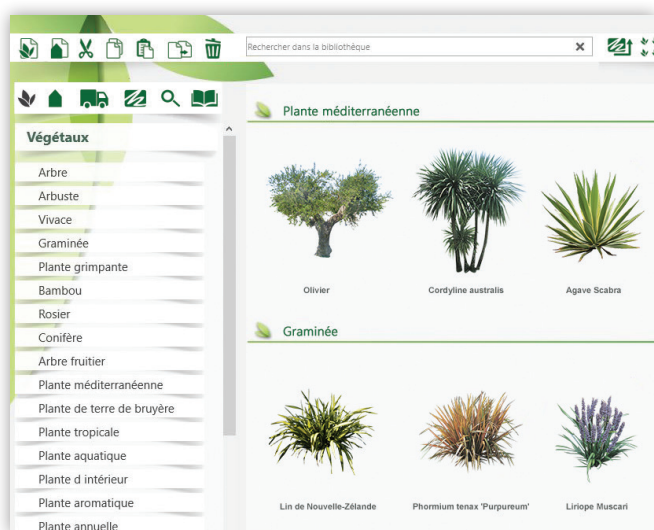 Rechercher dans la bibliothèque
Végétaux
Arbre
Arbuste
Vivace
Graminée
Plante grimpante
Bambou
Rosier
Conifère
Arbre fruitier
Plante méditerranéenne
Plante de terre de bruyère
Plante tropicale
Plante aquatique
Plante d intérieur
Plante aromatique
Plante annuelle
Plante méditerranéenne
Olivier
Cordyline australis
Agave Scabra
Graminée
Lin de Nouvelle-Zélande
Phormium tenax 'Purpureum'
Liriope Muscari